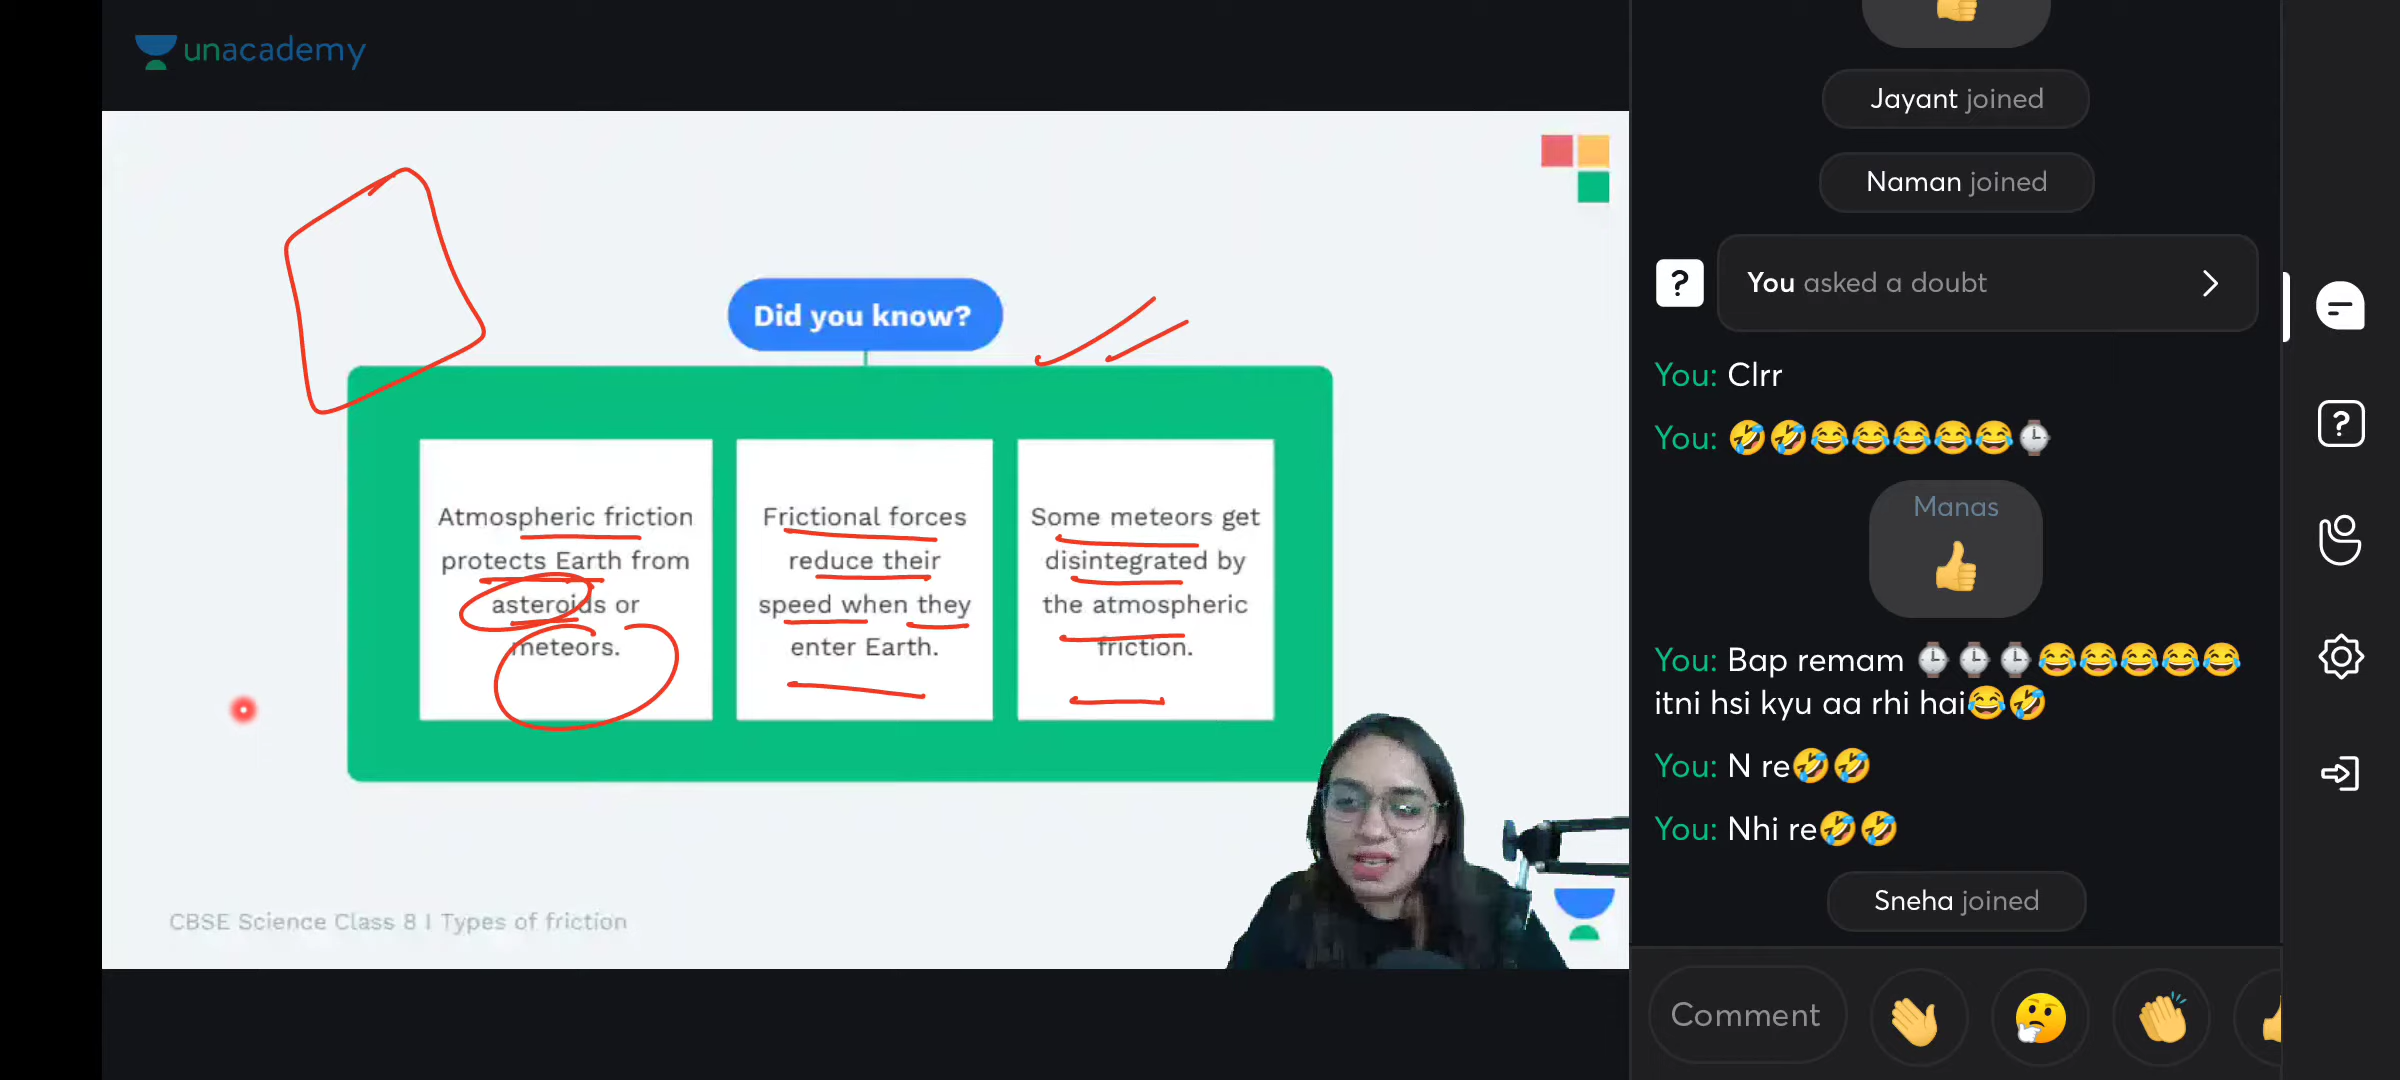 unacademy
Did you know?
Atmospheric friction
protects Earth from
asteroids or
meteors.
Frictional forces
reduce their
speed when they
enter Earth.
Some meteors get
disintegrated by
the atmospheric
friction.
CBSE Science Class 8 I Types of friction
Jayant joined
Naman joined
? You asked a doubt
You: Clrr
You: 🤣🤣😂😂😂😂😂⌚
Manas
👍
You: Bap remam ⌚⌚⌚😂😂😂😂😂
itni hsi kyu aa rhi hai😂🤣
You: N re🤣🤣
You: Nhi re🤣🤣
Sneha joined
Comment
?